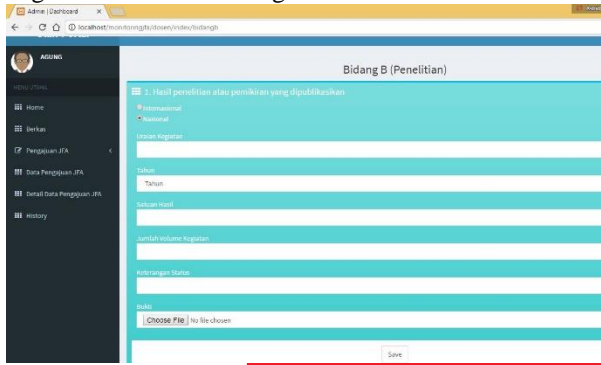 Admin | Dashboard
localhost/monitoringjfa/dosen/index/bidangb
AGUNG
MENU UTAMA
Home
Berkas
Pengajuan JFA
Data Pengajuan JFA
Detail Data Pengajuan JFA
History
Bidang B (Penelitian)
1. Hasil penelitian atau pemikiran yang dipublikasikan
Internasional
Nasional
Uraian Kegiatan
Tahun
Tahun
Satuan Hasil
Jumlah Volume Kegiatan
Keterangan Status
Bukti
Choose File No file chosen
Save